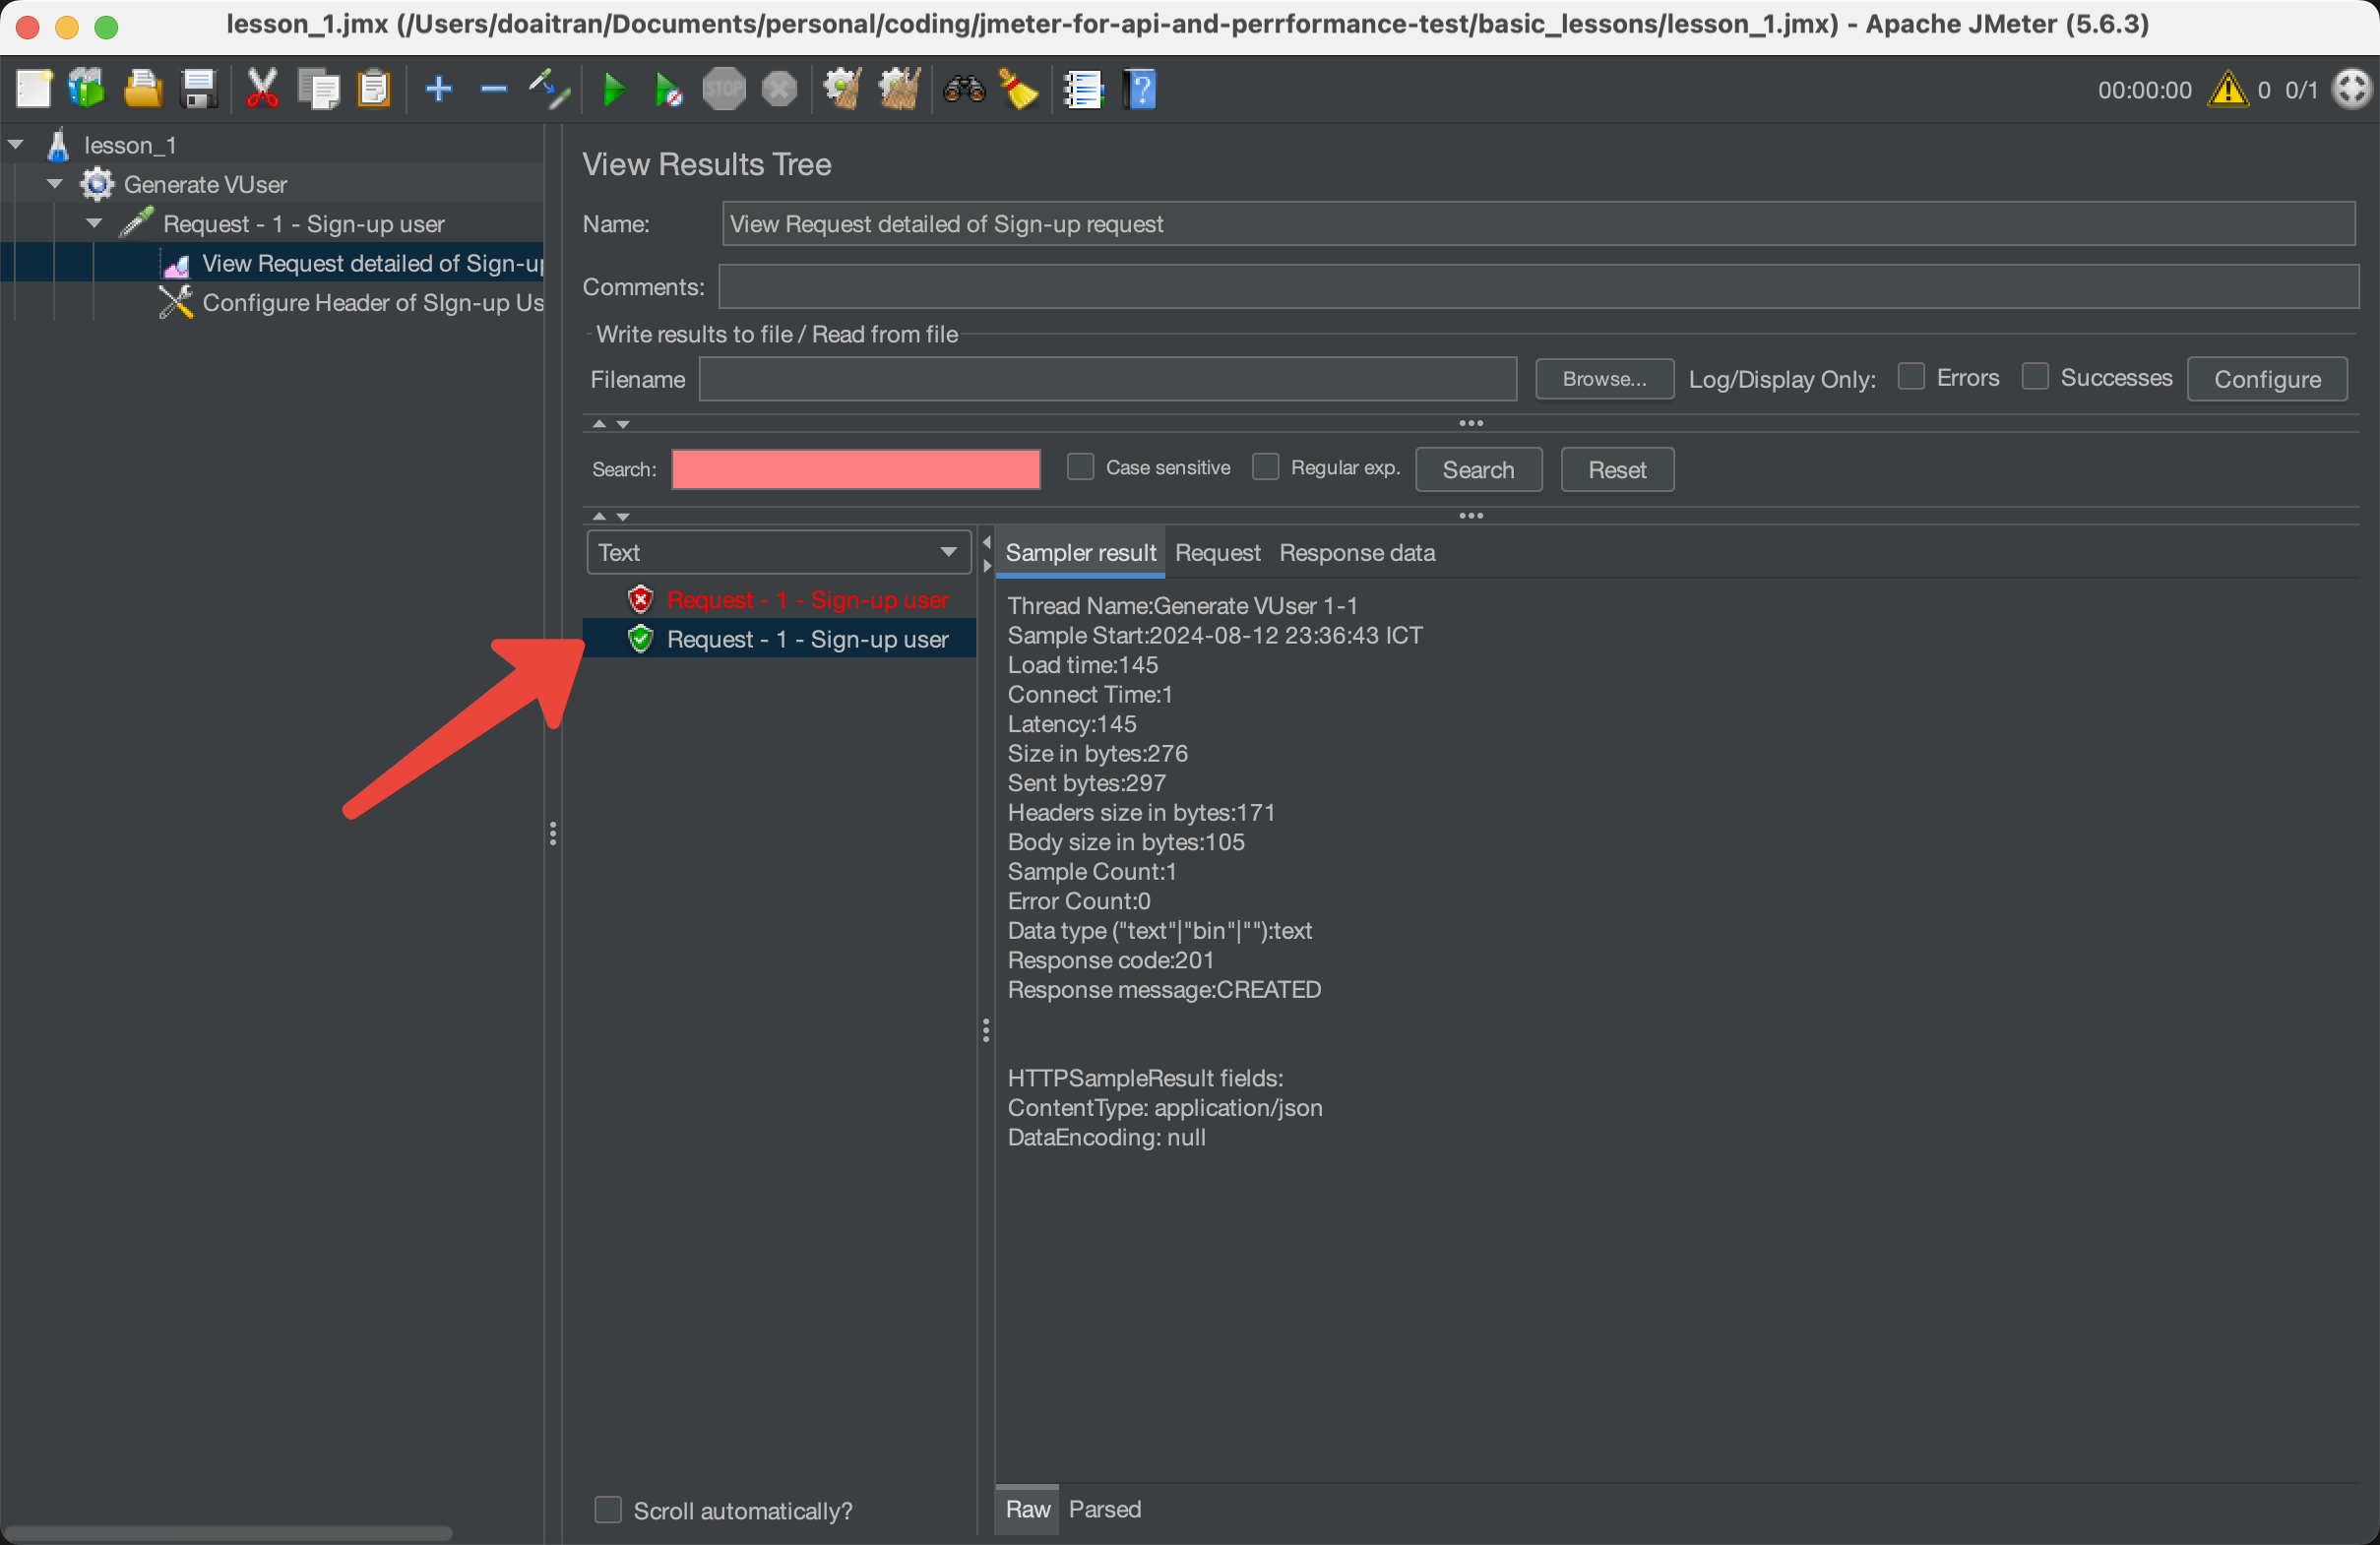 lesson_1.jmx (/Users/doaitran/Documents/personal/coding/jmeter-for-api-and-perrformance-test/basic_lessons/lesson_1.jmx) - Apache JMeter (5.6.3)
STOP
00:00:00 0 0/1
lesson_1
Generate VUser
Request - 1 - Sign-up user
View Request detailed of Sign-up
Configure Header of SIgn-up Us
View Results Tree
Name: View Request detailed of Sign-up request
Comments:
Write results to file / Read from file
Filename Browse... Log/Display Only: Errors Successes Configure
Search: Case sensitive Regular exp. Search Reset
Text
Request - 1 - Sign-up user
Request - 1 - Sign-up user
Scroll automatically?
Sampler result Request Response data
Thread Name:Generate VUser 1-1
Sample Start:2024-08-12 23:36:43 ICT
Load time:145
Connect Time:1
Latency:145
Size in bytes:276
Sent bytes:297
Headers size in bytes:171
Body size in bytes:105
Sample Count:1
Error Count:0
Data type ("text"|"bin"|""):text
Response code:201
Response message:CREATED
HTTPSampleResult fields:
ContentType: application/json
DataEncoding: null
Raw Parsed